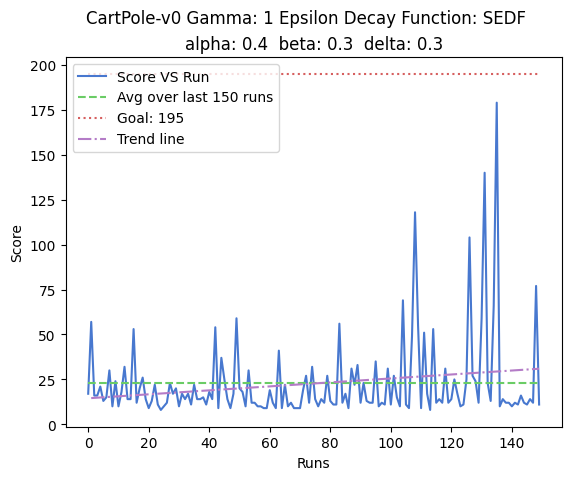 CartPole-v0 Gamma: 1 Epsilon Decay Function: SEDF
alpha: 0.4 beta: 0.3 delta: 0.3
Score VS Run
Avg over last 150 runs
Goal: 195
Trend line
200
175
150
125
100
75
50
25
0
Score
0 20 40 60 80 100 120 140
Runs